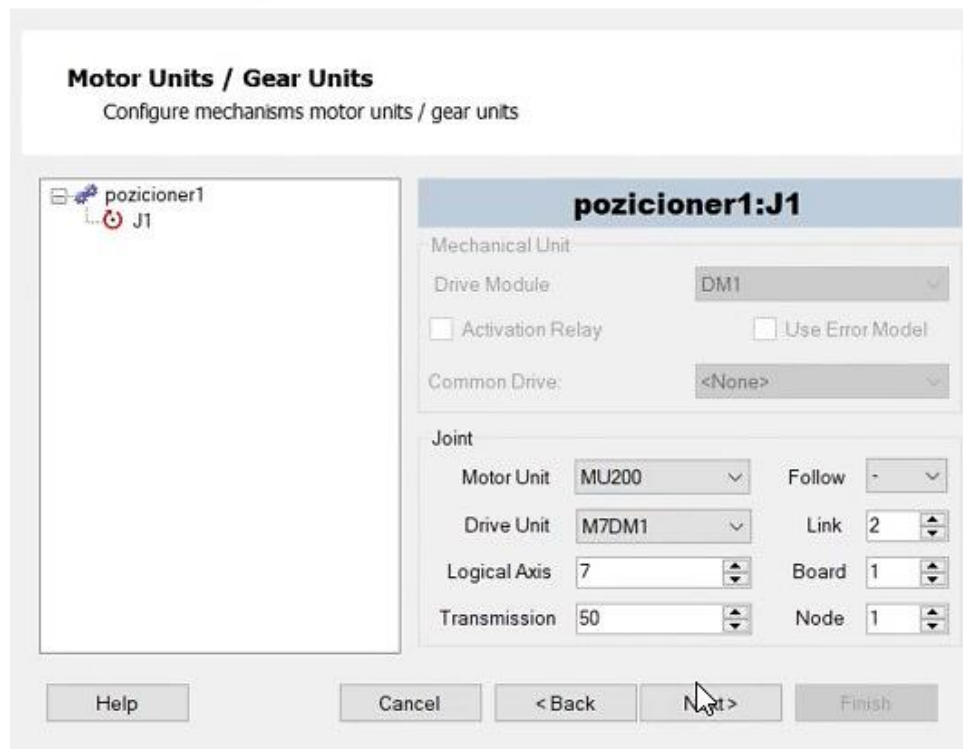 Motor Units / Gear Units
Configure mechanisms motor units / gear units
pozicioner1
J1
pozicioner1:J1
Mechanical Unit
Drive Module DM1
Activation Relay Use Error Model
Common Drive: <None>
Joint
Motor Unit MU200 Follow -
Drive Unit M7DM1 Link 2
Logical Axis 7 Board 1
Transmission 50 Node 1
Help Cancel < Back Next > Finish